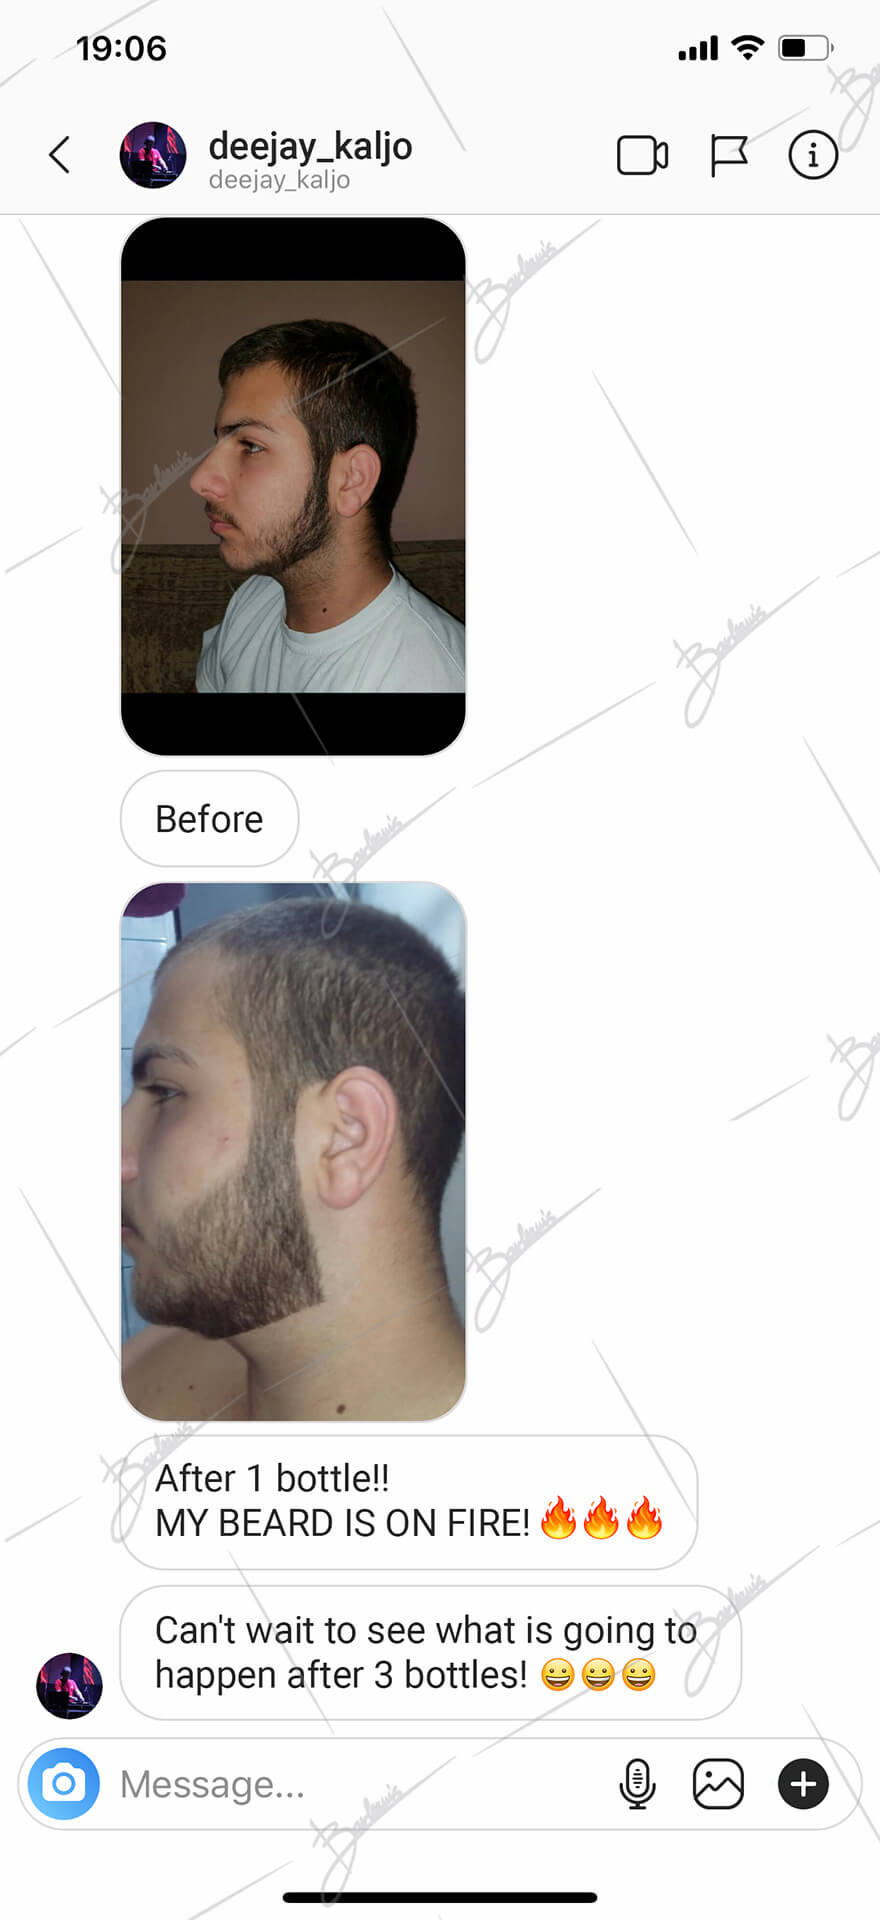 19:06
deejay_kaljo
deejay_kaljo
Before
After 1 bottle!!
MY BEARD IS ON FIRE! 🔥🔥🔥
Can't wait to see what is going to
happen after 3 bottles! 😀😀😀
Message...